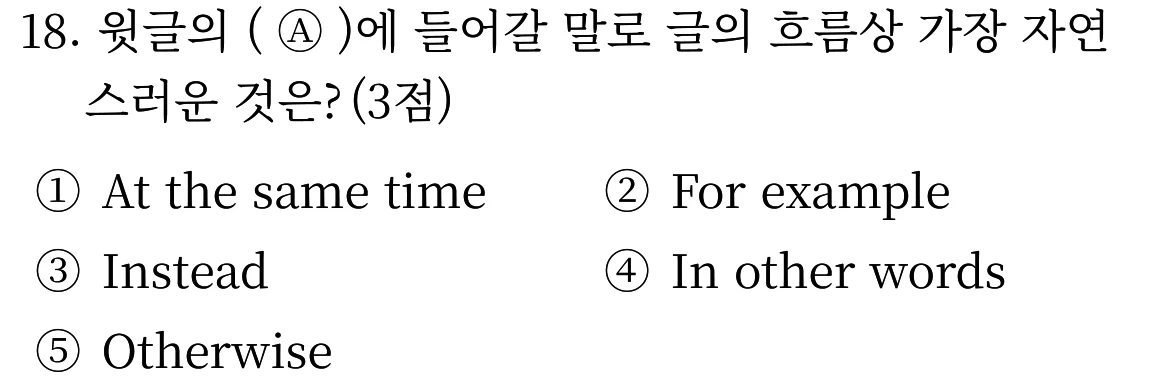 18. 윗글의 ( Ⓐ )에 들어갈 말로 글의 흐름상 가장 자연
스러운 것은?(3점)
① At the same time ② For example
③ Instead ④ In other words
⑤ Otherwise